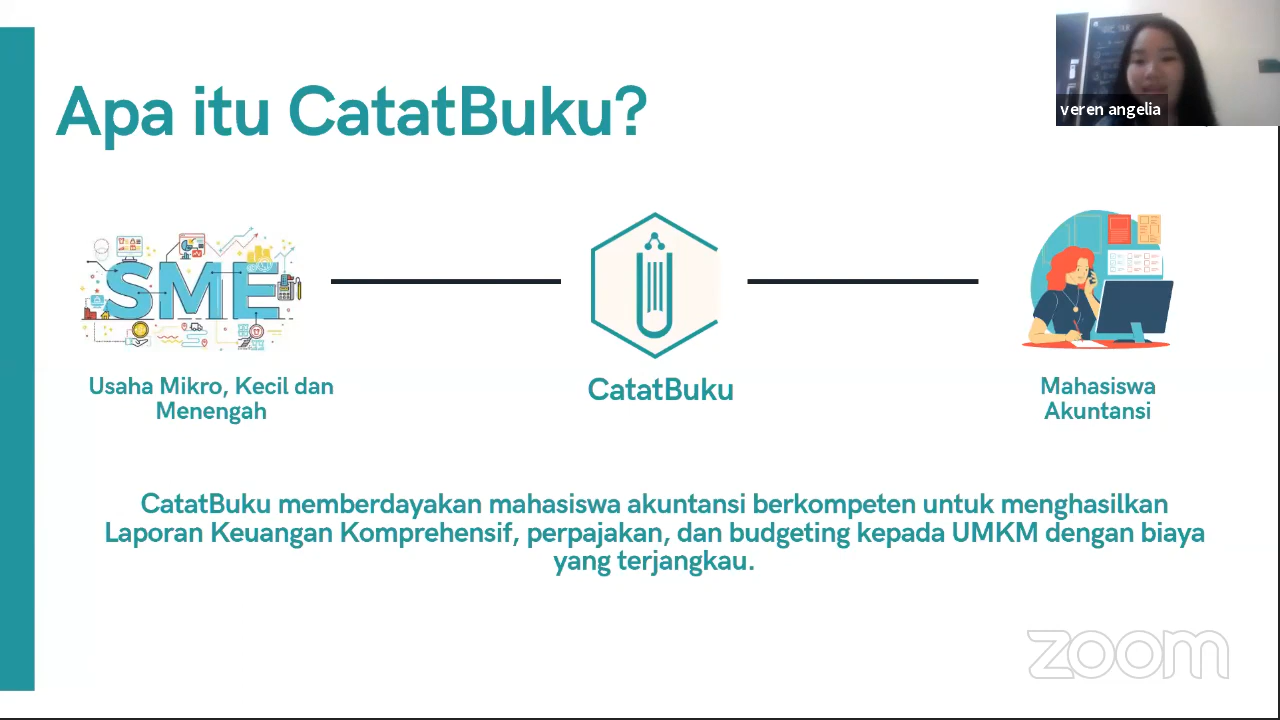 Apa itu CatatBuku?
veren angelia
SME
Usaha Mikro, Kecil dan
Menengah
CatatBuku
Mahasiswa
Akuntansi
CatatBuku memberdayakan mahasiswa akuntansi berkompeten untuk menghasilkan
Laporan Keuangan Komprehensif, perpajakan, dan budgeting kepada UMKM dengan biaya
yang terjangkau.
zoom